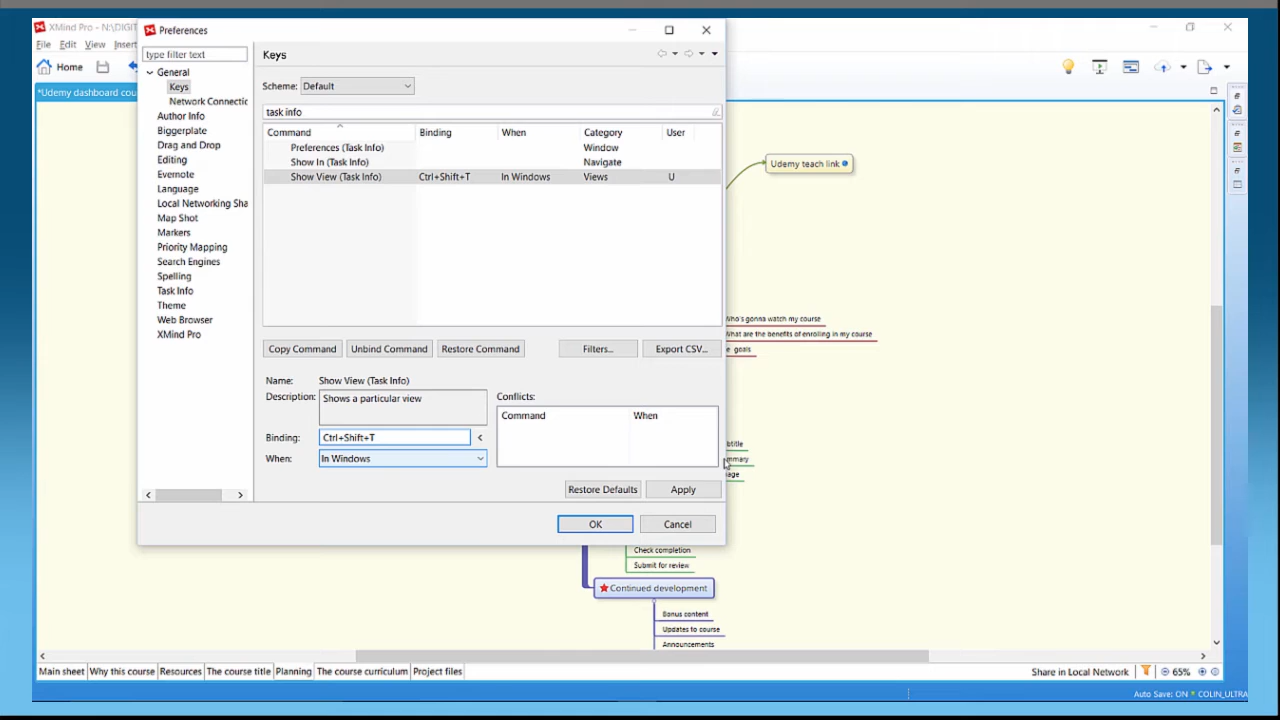 XMind Pro - N:\DIGIT
Preferences
File Edit View Insert
Home
*Udemy dashboard cou
type filter text
General
Keys
Network Connectic
Author Info
Biggerplate
Drag and Drop
Editing
Evernote
Language
Local Networking Sha
Map Shot
Markers
Priority Mapping
Search Engines
Spelling
Task Info
Theme
Web Browser
XMind Pro
Keys
Scheme: Default
task info
Command Binding When Category User
Preferences (Task Info) Window
Show In (Task Info) Navigate
Show View (Task Info) Ctrl+Shift+T In Windows Views U
Copy Command Unbind Command Restore Command Filters... Export CSV...
Name: Show View (Task Info)
Description: Shows a particular view
Binding: Ctrl+Shift+T
When: In Windows
Conflicts:
Command When
Restore Defaults Apply
OK Cancel
Udemy teach link
Who's gonna watch my course
What are the benefits of enrolling in my course
e goals
btitle
mmary
age
Check completion
Submit for review
Continued development
Bonus content
Updates to course
Announcements
Main sheet Why this course Resources The course title Planning The course curriculum Project files
Share in Local Network 65%
Auto Save: ON COLIN_ULTRA